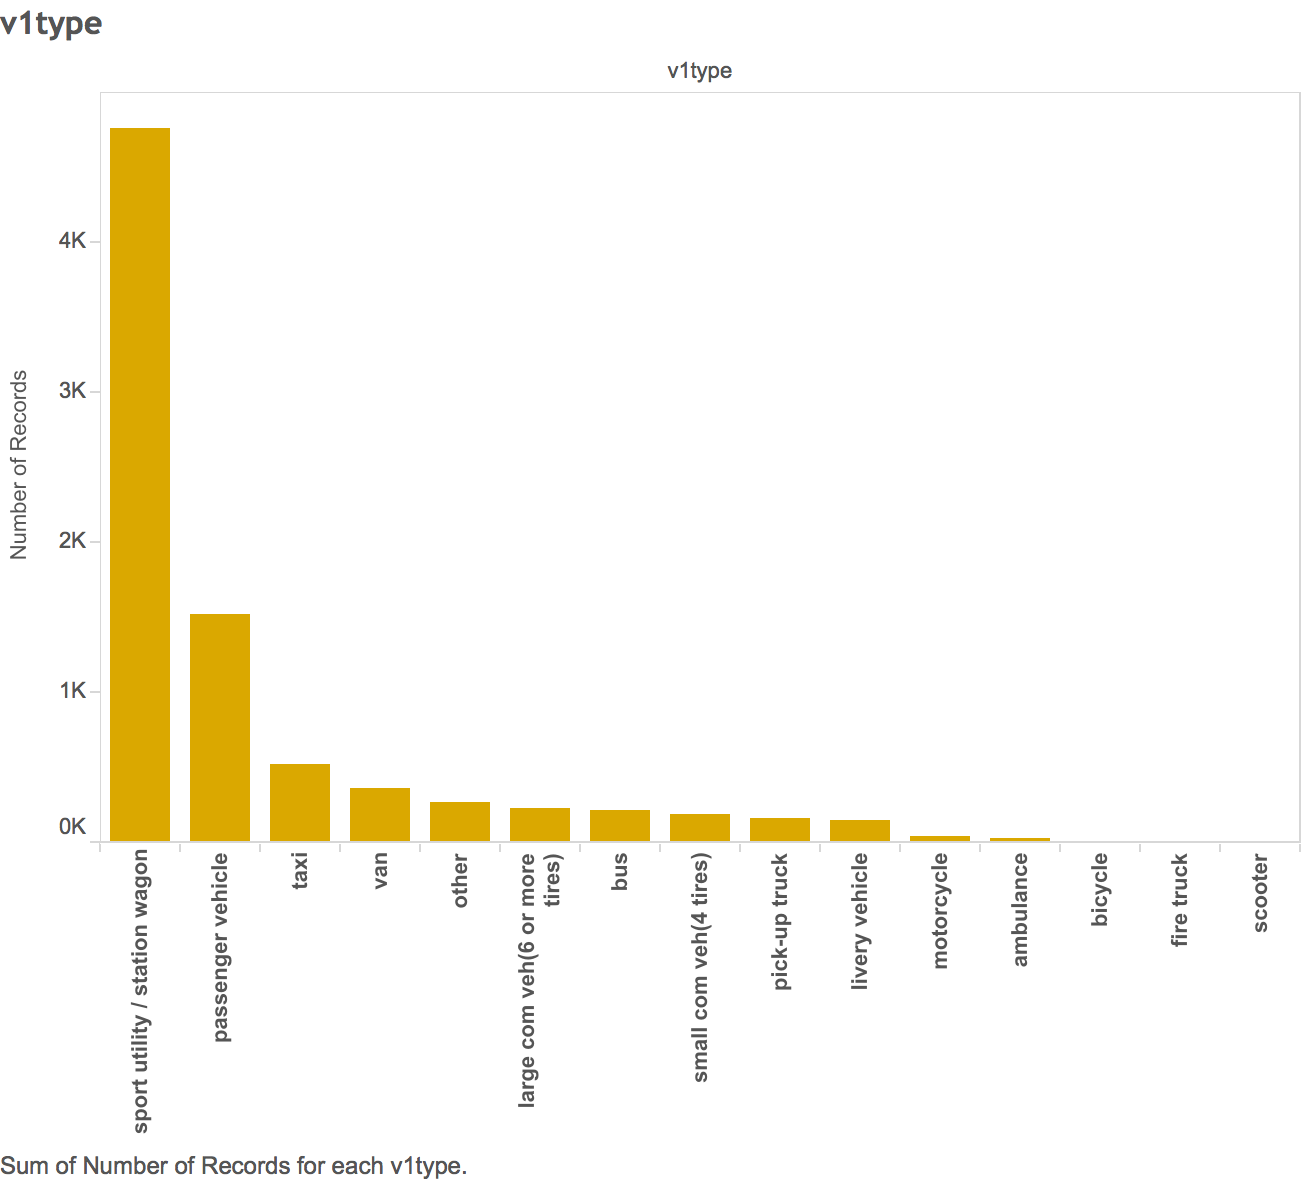 v1type
v1type
4K
3K
2K
1K
0K
Number of Records
sport utility / station wagon
passenger vehicle
taxi
van
other
large com veh(6 or more
tires)
bus
small com veh(4 tires)
pick-up truck
livery vehicle
motorcycle
ambulance
bicycle
fire truck
scooter
Sum of Number of Records for each v1type.